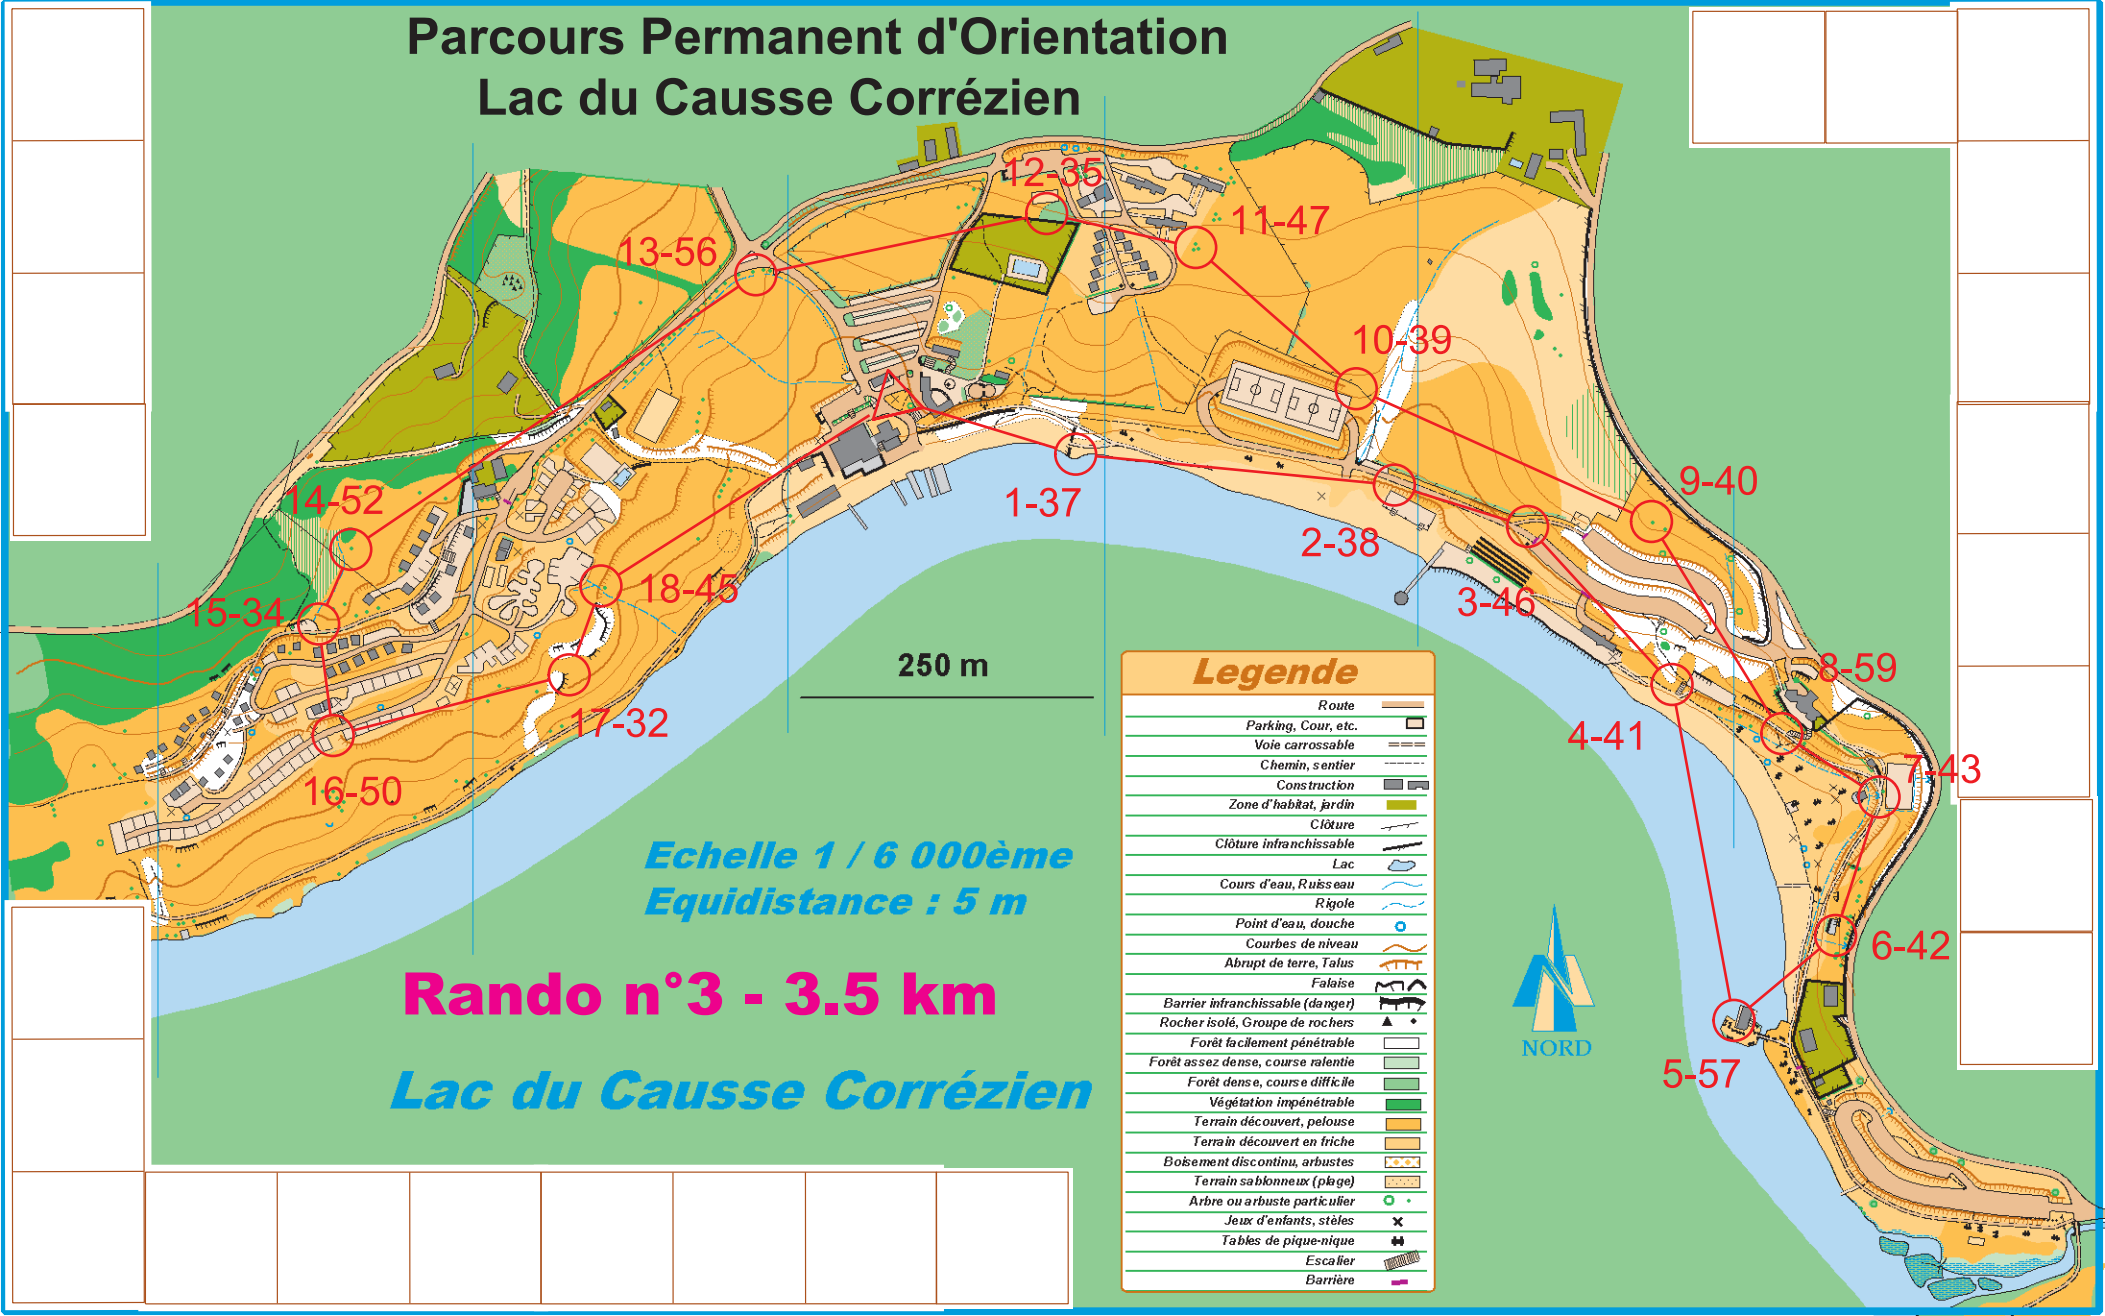 Parcours Permanent d'Orientation
Lac du Causse Corrézien
12-35
11-47
13-56
10-39
9-40
14-52
1-37
2-38
18-45
3-46
15-34
8-59
17-32
4-41
7-43
16-50
6-42
5-57
250 m
Echelle 1 / 6 000ème
Equidistance : 5 m
Rando n°3 - 3.5 km
Lac du Causse Corrézien
NORD
Legende
Route
Parking, Cour, etc.
Voie carrossable
Chemin, sentier
Construction
Zone d'habitat, jardin
Clôture
Clôture infranchissable
Lac
Cours d'eau, Ruisseau
Rigole
Point d'eau, douche
Courbes de niveau
Abrupt de terre, Talus
Falaise
Barrier infranchissable (danger)
Rocher isolé, Groupe de rochers
Forêt facilement pénétrable
Forêt assez dense, course ralentie
Forêt dense, course difficile
Végétation impénétrable
Terrain découvert, pelouse
Terrain découvert en friche
Boisement discontinu, arbustes
Terrain sablonneux (plage)
Arbre ou arbuste particulier
Jeux d'enfants, stèles
Tables de pique-nique
Escalier
Barrière